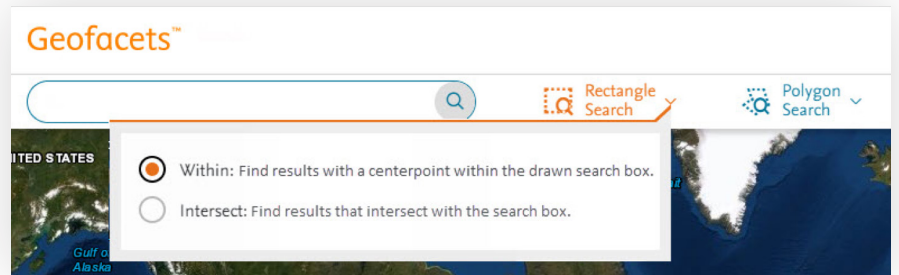 Geofacets™
Rectangle
Search
Polygon
Search
Within: Find results with a centerpoint within the drawn search box.
Intersect: Find results that intersect with the search box.
ITED STATES
Gulf o
Alaska